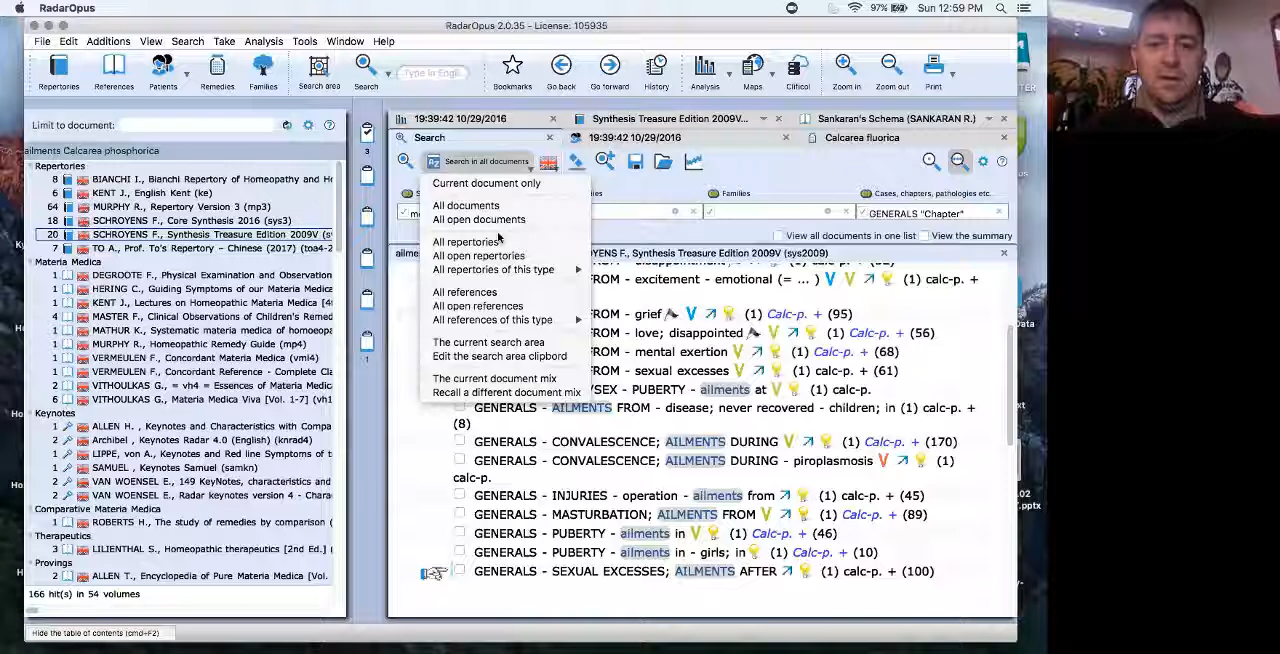 RadarOpus
97%
Sun 12:59 PM
RadarOpus 2.0.35 - License: 105935
File Edit Additions View Search Take Analysis Tools Window Help
Type in Engli
Repertories References Patients Remedies Families Search area Search Bookmarks Go back Go forward History Analysis Maps Clificol Zoom in Zoom out Print
Limit to document:
ailments Calcarea phosphorica
Repertories
8 BIANCHI I., Bianchi Repertory of Homeopathy and He
6 KENT J., English Kent (ke)
64 MURPHY R., Repertory Version 3 (mp3)
18 SCHROYENS F., Core Synthesis 2016 (sys3)
20 SCHROYENS F., Synthesis Treasure Edition 2009V (s
7 TO A., Prof. To's Repertory - Chinese (2017) (toa4-2
Materia Medica
1 DEGROOTE F., Physical Examination and Observation
1 HERING C., Guiding Symptoms of our Materia Medica
1 KENT J., Lectures on Homeopathic Materia Medica [4
4 MASTER F., Clinical Observations of Children's Remed
1 MATHUR K., Systematic materia medica of homoeopa
1 MURPHY R., Homeopathic Remedy Guide (mp4)
1 VERMEULEN F., Concordant Materia Medica (vml4)
1 VERMEULEN F., Concordant Reference - Complete Cla
2 VITHOULKAS G., = vh4 = Essences of Materia Medica
6 VITHOULKAS G., Materia Medica Viva [Vol. 1-7] (vh1
Keynotes
1 ALLEN H., Keynotes and Characteristics with Compa
2 Archibel , Keynotes Radar 4.0 (English) (knrad4)
1 LIPPE, von A., Keynotes and Red line Symptoms of t
1 SAMUEL , Keynotes Samuel (samkn)
2 VAN WOENSEL E., 149 KeyNotes, characteristics and
2 VAN WOENSEL E., Radar keynotes version 4 - Chara
Comparative Materia Medica
1 ROBERTS H., The study of remedies by comparison (
Therapeutics
3 LILIENTHAL S., Homeopathic therapeutics [2nd Ed.] (
Provings
2 ALLEN T., Encyclopedia of Pure Materia Medica [Vol.
166 hit(s) in 54 volumes
Hide the table of contents (cmd+F2)
3
1
19:39:42 10/29/2016 Synthesis Treasure Edition 2009V... Sankaran's Schema (SANKARAN R.)
Search 19:39:42 10/29/2016 Calcarea fluorica
Search in all documents
Families Cases, chapters, pathologies etc...
GENERALS "Chapter"
View all documents in one list View the summary
SCHROYENS F., Synthesis Treasure Edition 2009V (sys2009)
Current document only
All documents
All open documents
All repertories
All open repertories
All repertories of this type
All references
All open references
All references of this type
The current search area
Edit the search area clipbord
The current document mix
Recall a different document mix
FROM - excitement - emotional (= ... ) V V (1) calc-p. +
FROM - grief V (1) Calc-p. + (95)
FROM - love; disappointed V (1) Calc-p. + (56)
FROM - mental exertion V (1) Calc-p. + (68)
FROM - sexual excesses V (1) Calc-p. + (61)
/SEX - PUBERTY - ailments at V (1) calc-p.
GENERALS - AILMENTS FROM - disease; never recovered - children; in (1) calc-p. +
(8)
GENERALS - CONVALESCENCE; AILMENTS DURING V (1) Calc-p. + (170)
GENERALS - CONVALESCENCE; AILMENTS DURING - piroplasmosis V (1)
calc-p.
GENERALS - INJURIES - operation - ailments from (1) calc-p. + (45)
GENERALS - MASTURBATION; AILMENTS FROM V (1) Calc-p. + (89)
GENERALS - PUBERTY - ailments in V (1) Calc-p. + (46)
GENERALS - PUBERTY - ailments in - girls; in (1) Calc-p. + (10)
GENERALS - SEXUAL EXCESSES; AILMENTS AFTER (1) calc-p. + (100)